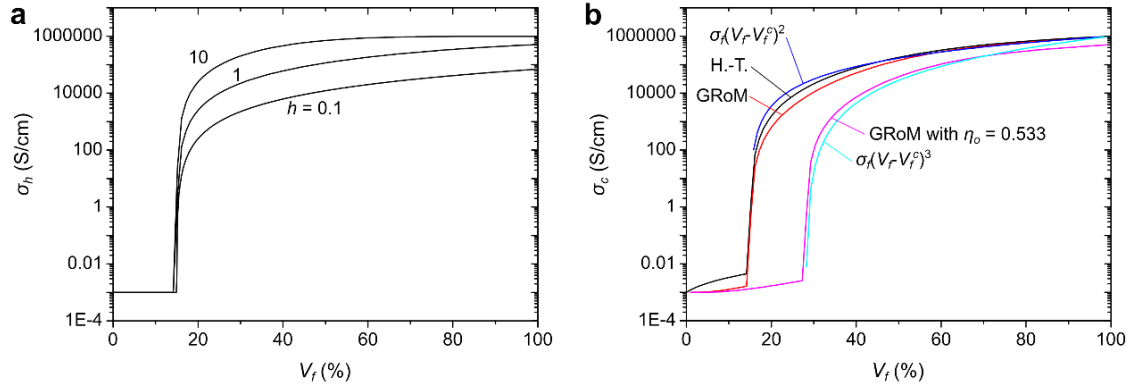 a
1000000
10000
100
1
0.01
1E-4
σh (S/cm)
10
1
h = 0.1
0 20 40 60 80 100
Vf (%)
b
1000000
10000
100
1
0.01
1E-4
σc (S/cm)
σf(Vf-Vf^c)^2
H.-T.
GRoM
GRoM with ηo = 0.533
σf(Vf-Vf^c)^3
0 20 40 60 80 100
Vf (%)